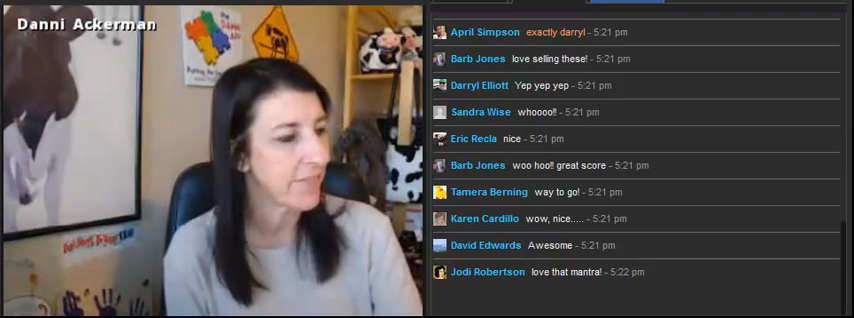 Danni Ackerman
April Simpson exactly darryl - 5:21 pm
Barb Jones love selling these! - 5:21 pm
Darryl Elliott Yep yep yep - 5:21 pm
Sandra Wise whoooo!! - 5:21 pm
Eric Recla nice - 5:21 pm
Barb Jones woo hoo!! great score - 5:21 pm
Tamera Berning way to go! - 5:21 pm
Karen Cardillo wow, nice..... - 5:21 pm
David Edwards Awesome - 5:21 pm
Jodi Robertson love that mantra! - 5:22 pm